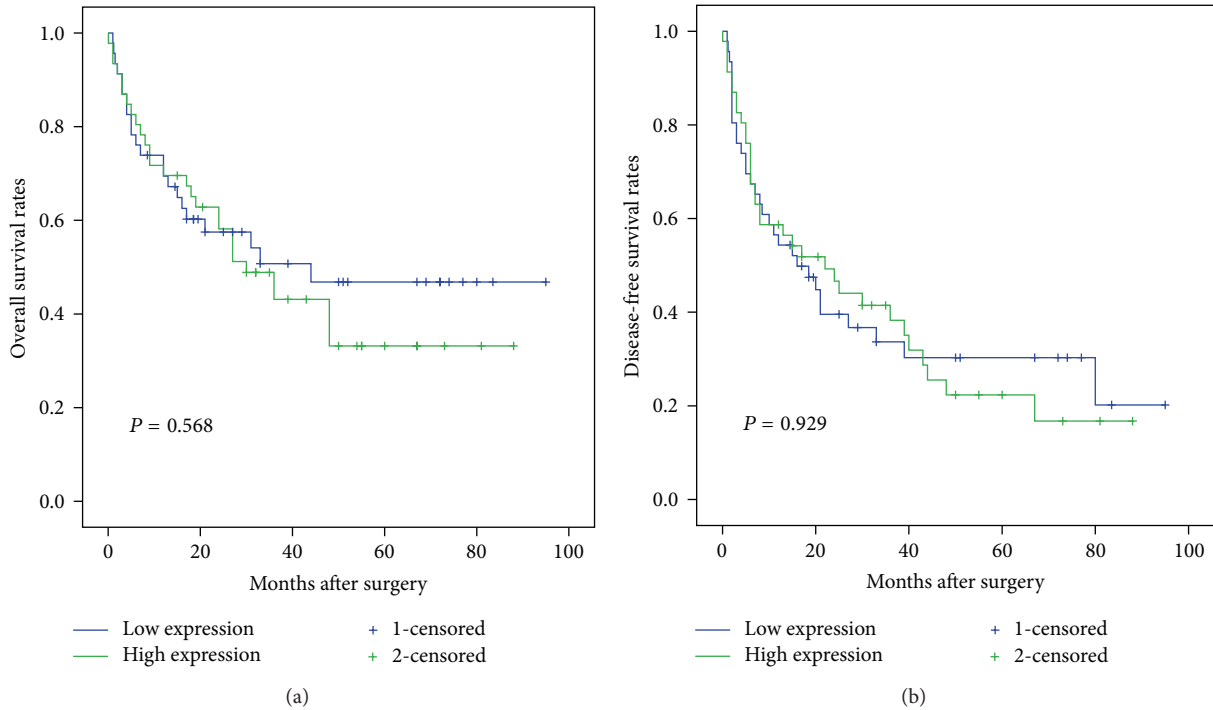 1.0
0.8
0.6
0.4
0.2
0.0
Overall survival rates
P = 0.568
0 20 40 60 80 100
Months after surgery
Low expression
High expression
1-censored
2-censored
(a)
1.0
0.8
0.6
0.4
0.2
0.0
Disease-free survival rates
P = 0.929
0 20 40 60 80 100
Months after surgery
Low expression
High expression
1-censored
2-censored
(b)